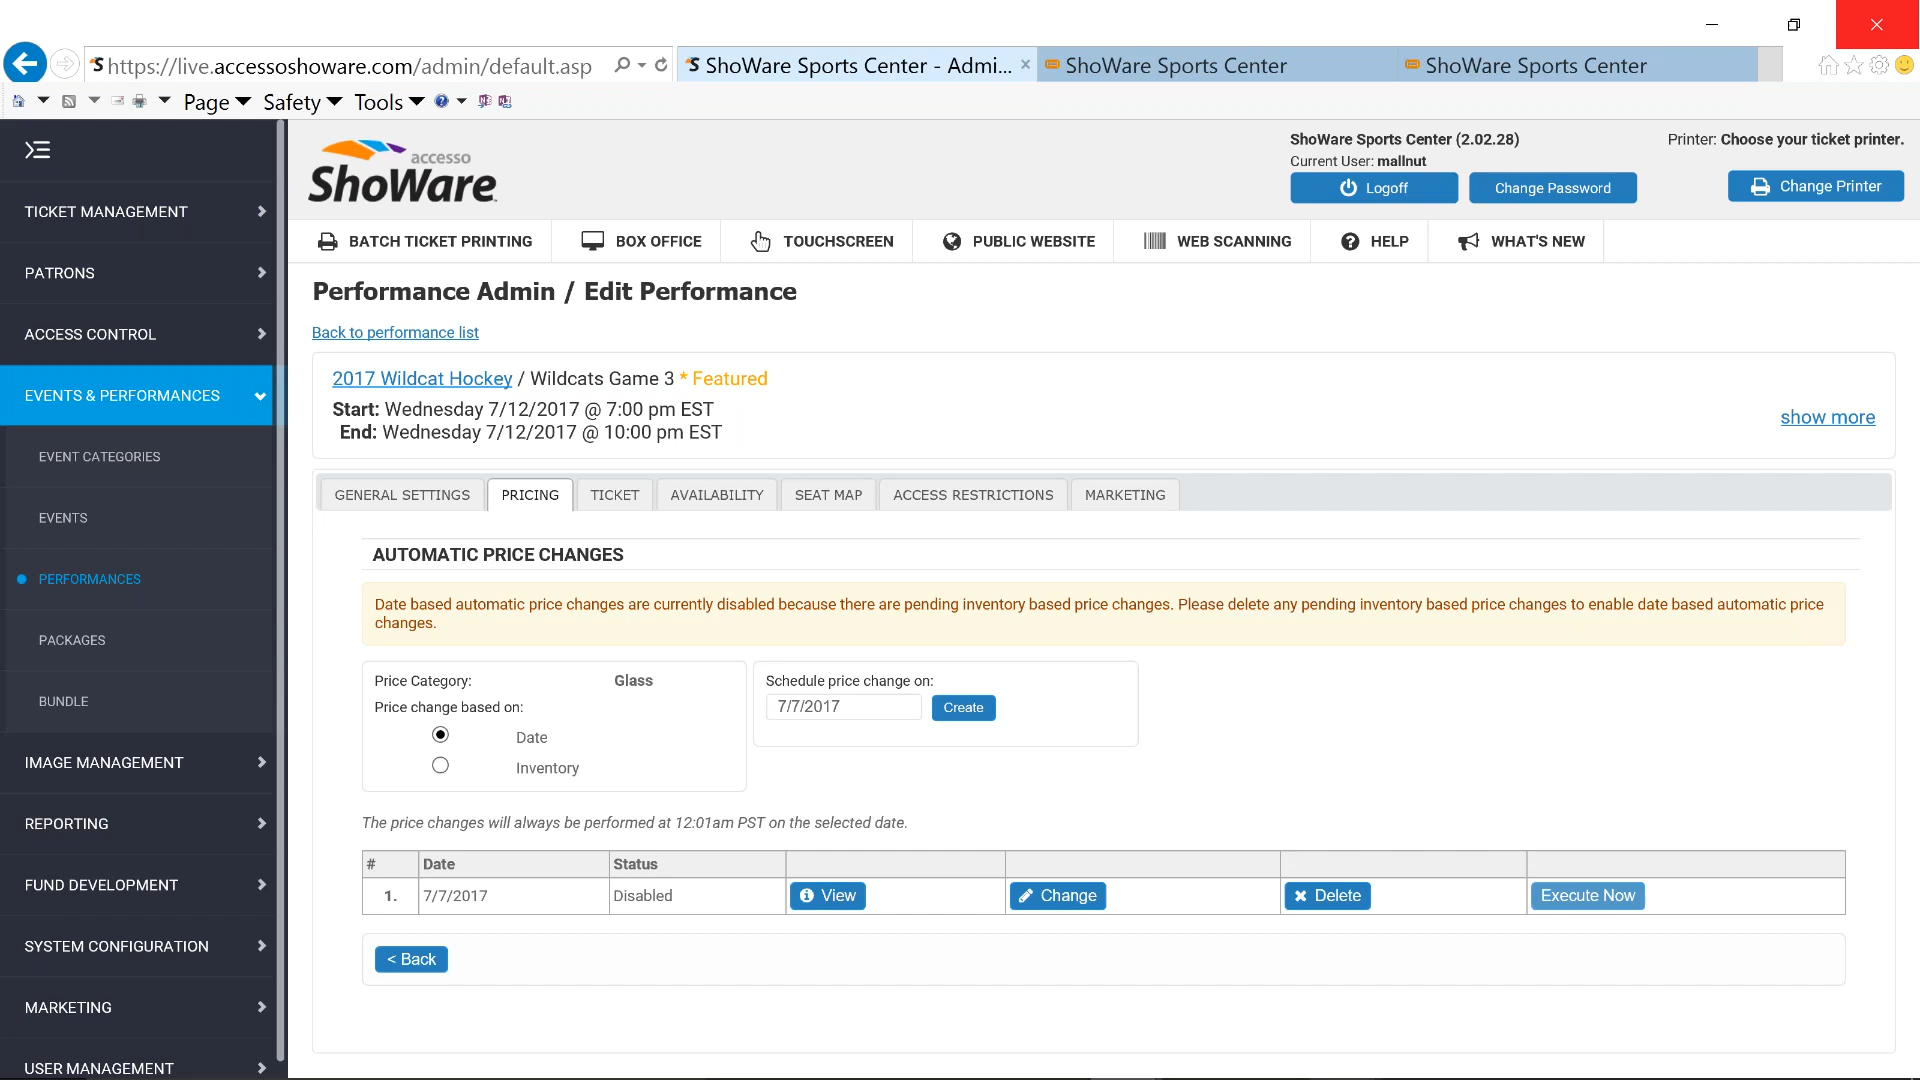 https://live.accessoshoware.com/admin/default.asp
ShoWare Sports Center - Admi...
ShoWare Sports Center
ShoWare Sports Center
Page
Safety
Tools
TICKET MANAGEMENT
PATRONS
ACCESS CONTROL
EVENTS & PERFORMANCES
EVENT CATEGORIES
EVENTS
PERFORMANCES
PACKAGES
BUNDLE
IMAGE MANAGEMENT
REPORTING
FUND DEVELOPMENT
SYSTEM CONFIGURATION
MARKETING
USER MANAGEMENT
accesso
ShoWare
ShoWare Sports Center (2.02.28)
Current User: mallnut
Logoff
Change Password
Printer: Choose your ticket printer.
Change Printer
BATCH TICKET PRINTING
BOX OFFICE
TOUCHSCREEN
PUBLIC WEBSITE
WEB SCANNING
HELP
WHAT'S NEW
Performance Admin / Edit Performance
Back to performance list
2017 Wildcat Hockey / Wildcats Game 3 * Featured
Start: Wednesday 7/12/2017 @ 7:00 pm EST
End: Wednesday 7/12/2017 @ 10:00 pm EST
show more
GENERAL SETTINGS
PRICING
TICKET
AVAILABILITY
SEAT MAP
ACCESS RESTRICTIONS
MARKETING
AUTOMATIC PRICE CHANGES
Date based automatic price changes are currently disabled because there are pending inventory based price changes. Please delete any pending inventory based price changes to enable date based automatic price
changes.
Price Category: Glass
Price change based on:
Date
Inventory
Schedule price change on:
7/7/2017
Create
The price changes will always be performed at 12:01am PST on the selected date.
# Date Status
1. 7/7/2017 Disabled View Change Delete Execute Now
< Back